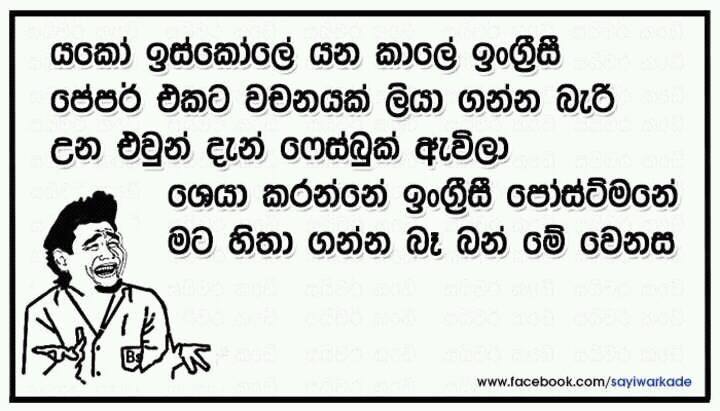 යකෝ ඉස්කෝලේ යන කාලේ ඉංග්‍රීසී
පේපර් එකට වචනයක් ලියා ගන්න බැරි
උන එවුන් දැන් ෆේස්බුක් ඇවිලා
ශෙයා කරන්නේ ඉංග්‍රීසී පෝස්ට්මනේ
මට හිතා ගන්න බෑ බන් මේ වෙනස
Bs
www.facebook.com/sayiwarkade